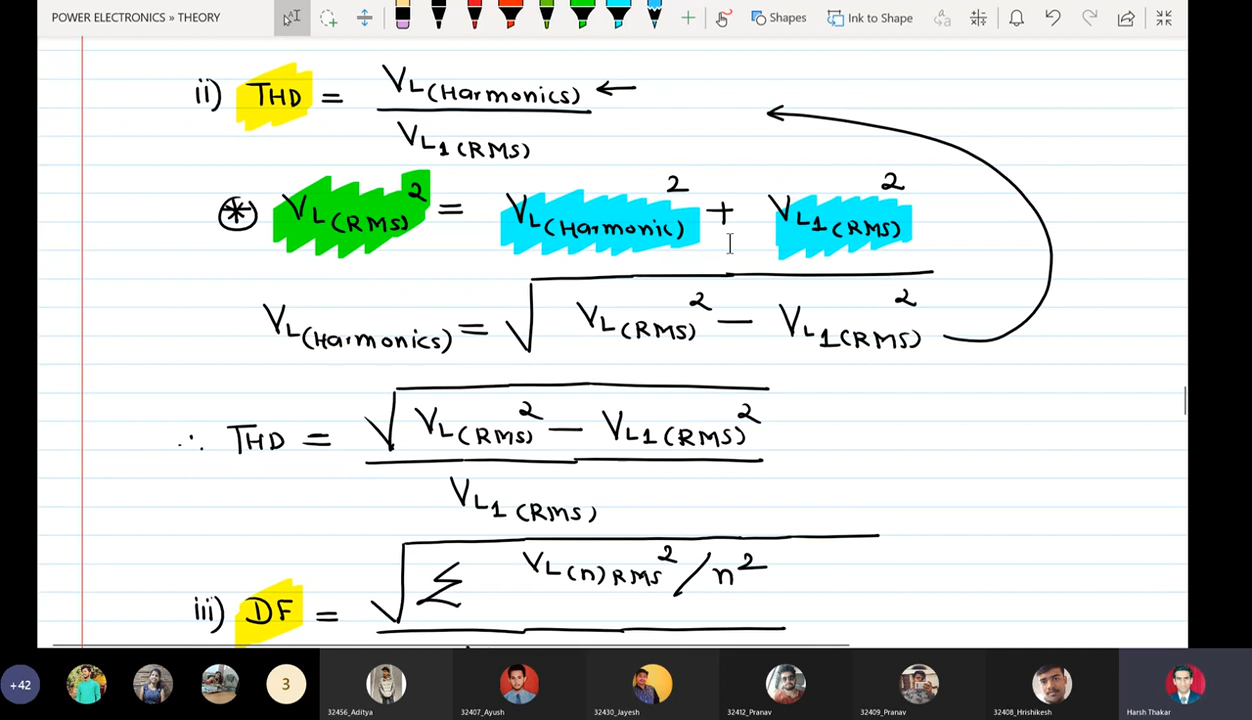 POWER ELECTRONICS » THEORY
Shapes
Ink to Shape
ii) THD = VL(Harmonics) ←
VL1(RMS)
* VL(RMS)² = VL(Harmonic)² + VL1(RMS)²
VL(Harmonics) = √ VL(RMS)² − VL1(RMS)²
∴ THD = √ VL(RMS)² − VL1(RMS)²
VL1(RMS)
iii) DF = √ Σ VL(n)RMS² / n²
+42
3
32456_Aditya
32407_Ayush
32430_Jayesh
32412_Pranav
32409_Pranav
32408_Hrishikesh
Harsh Thakar